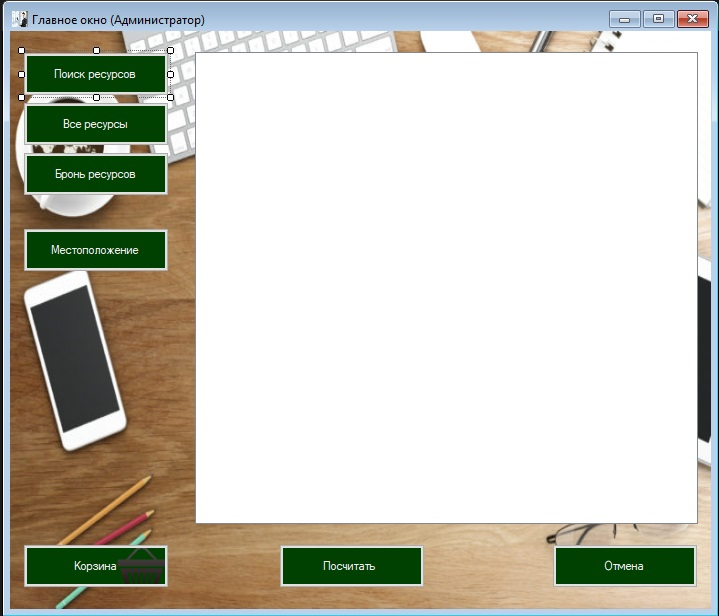 Главное окно (Администратор)
Поиск ресурсов
Все ресурсы
Бронь ресурсов
Местоположение
Корзина
Посчитать
Отмена